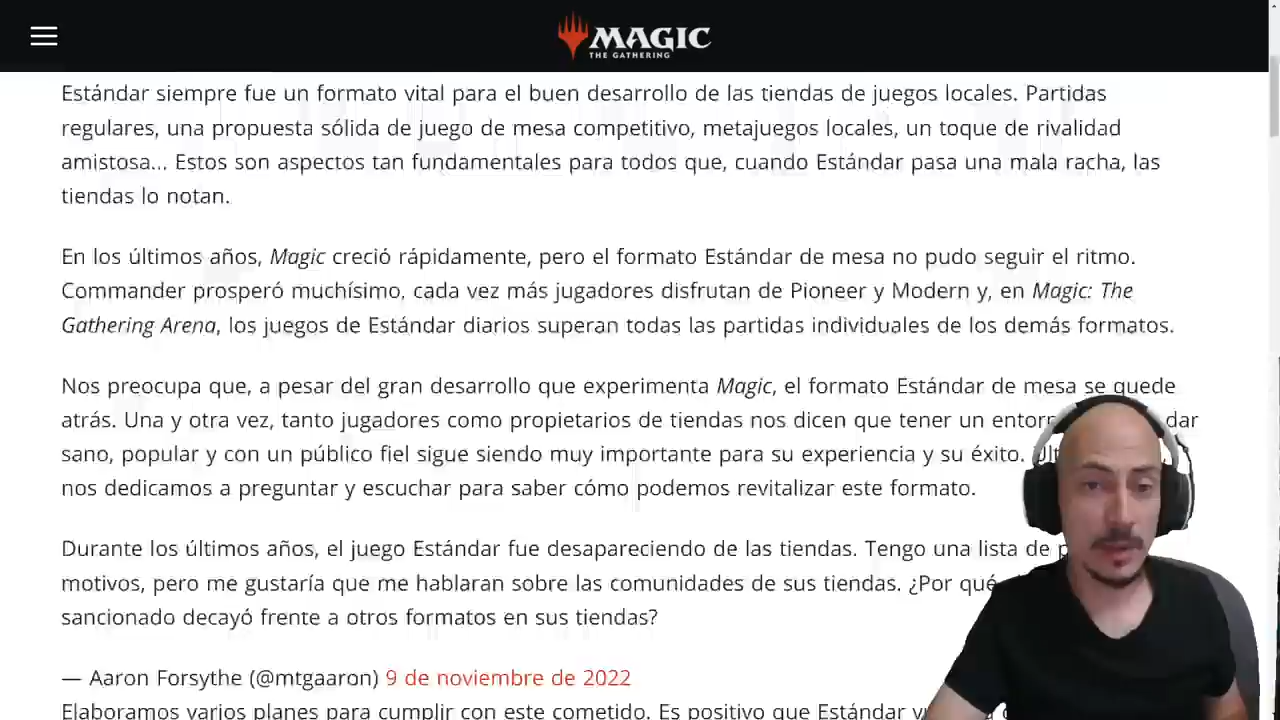 MAGIC
THE GATHERING
Estándar siempre fue un formato vital para el buen desarrollo de las tiendas de juegos locales. Partidas
regulares, una propuesta sólida de juego de mesa competitivo, metajuegos locales, un toque de rivalidad
amistosa... Estos son aspectos tan fundamentales para todos que, cuando Estándar pasa una mala racha, las
tiendas lo notan.
En los últimos años, Magic creció rápidamente, pero el formato Estándar de mesa no pudo seguir el ritmo.
Commander prosperó muchísimo, cada vez más jugadores disfrutan de Pioneer y Modern y, en Magic: The
Gathering Arena, los juegos de Estándar diarios superan todas las partidas individuales de los demás formatos.
Nos preocupa que, a pesar del gran desarrollo que experimenta Magic, el formato Estándar de mesa se quede
atrás. Una y otra vez, tanto jugadores como propietarios de tiendas nos dicen que tener un dar
sano, popular y con un público fiel sigue siendo muy importante para su experiencia y su éxito.
nos dedicamos a preguntar y escuchar para saber cómo podemos revitalizar este formato.
Durante los últimos años, el juego Estándar fue desapareciendo de las tiendas. Tengo una lista de
motivos, pero me gustaría que me hablaran sobre las comunidades de sus tiendas. ¿Por qué
sancionado decayó frente a otros formatos en sus tiendas?
— Aaron Forsythe (@mtgaaron) 9 de noviembre de 2022
Elaboramos varios planes para cumplir con este cometido. Es positivo que Estándar